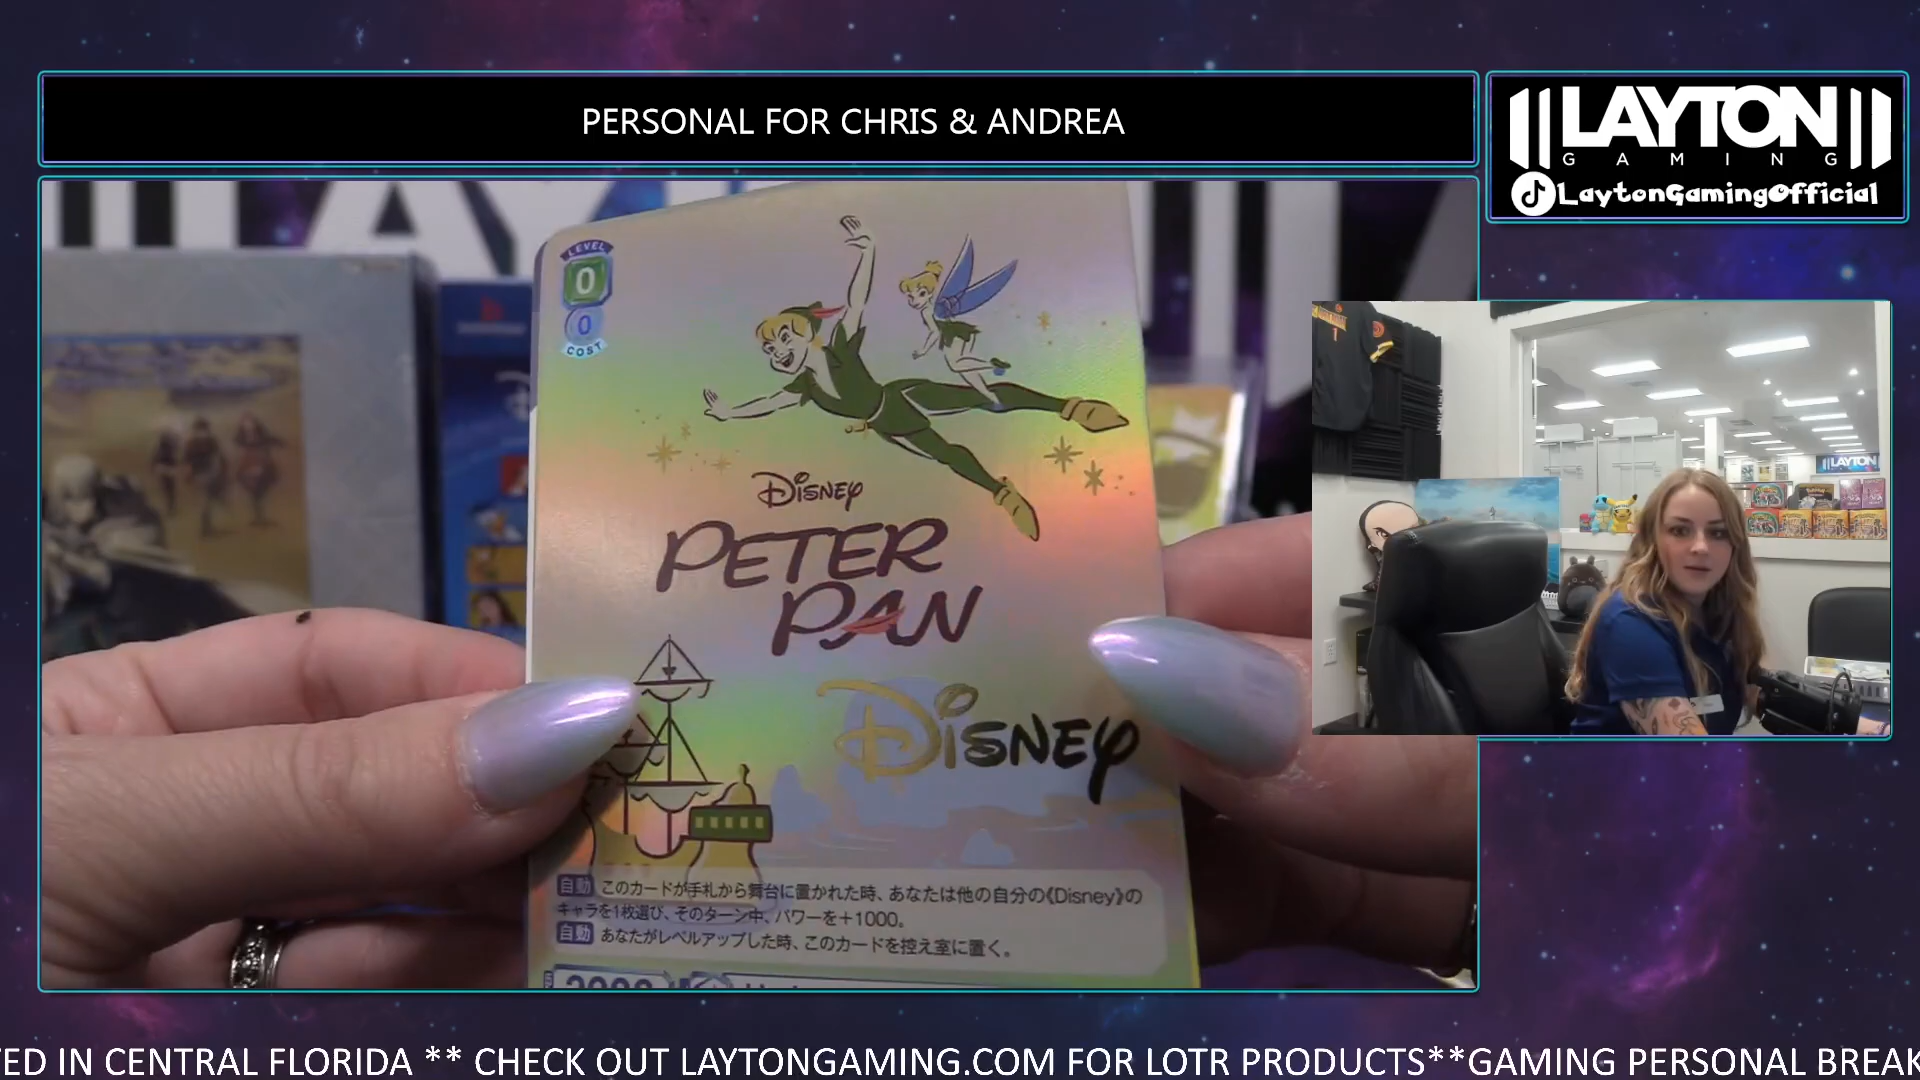 PERSONAL FOR CHRIS & ANDREA
LAYTON
GAMING
LaytonGamingOfficial
LEVEL
0
0
COST
DISNEY
PETER
PAN
DISNEY
自動 このカードが手札から舞台に置かれた時、あなたは他の自分の《Disney》の
キャラを1枚選び、そのターン中、パワーを+1000。
自動 あなたがレベルアップした時、このカードを控え室に置く。
LAYTON
1
TED IN CENTRAL FLORIDA ** CHECK OUT LAYTONGAMING.COM FOR LOTR PRODUCTS**GAMING PERSONAL BREAK